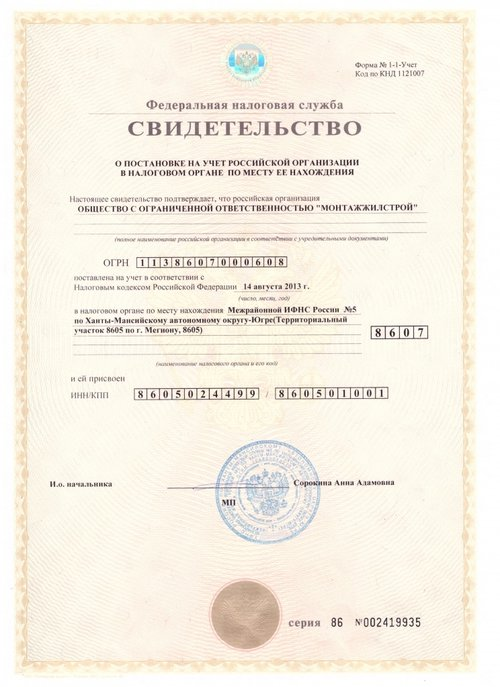 Форма № 1-1-Учет
Код по КНД 1121007
Федеральная налоговая служба
СВИДЕТЕЛЬСТВО
О ПОСТАНОВКЕ НА УЧЕТ РОССИЙСКОЙ ОРГАНИЗАЦИИ
В НАЛОГОВОМ ОРГАНЕ ПО МЕСТУ ЕЕ НАХОЖДЕНИЯ
Настоящее свидетельство подтверждает, что российская организация
ОБЩЕСТВО С ОГРАНИЧЕННОЙ ОТВЕТСТВЕННОСТЬЮ "МОНТАЖЖИЛСТРОЙ"
(полное наименование российской организации в соответствии с учредительными документами)
ОГРН 1138607000608
поставлена на учет в соответствии с
Налоговым кодексом Российской Федерации 14 августа 2013 г.
(число, месяц, год)
в налоговом органе по месту нахождения Межрайонной ИФНС России №5
по Ханты-Мансийскому автономному округу-Югре(Территориальный
участок 8605 по г. Мегиону, 8605)
8607
(наименование налогового органа и его код)
и ей присвоен
ИНН/КПП 8605024499 / 860501001
И.о. начальника
Сорокина Анна Адамовна
МП
серия 86 №002419935